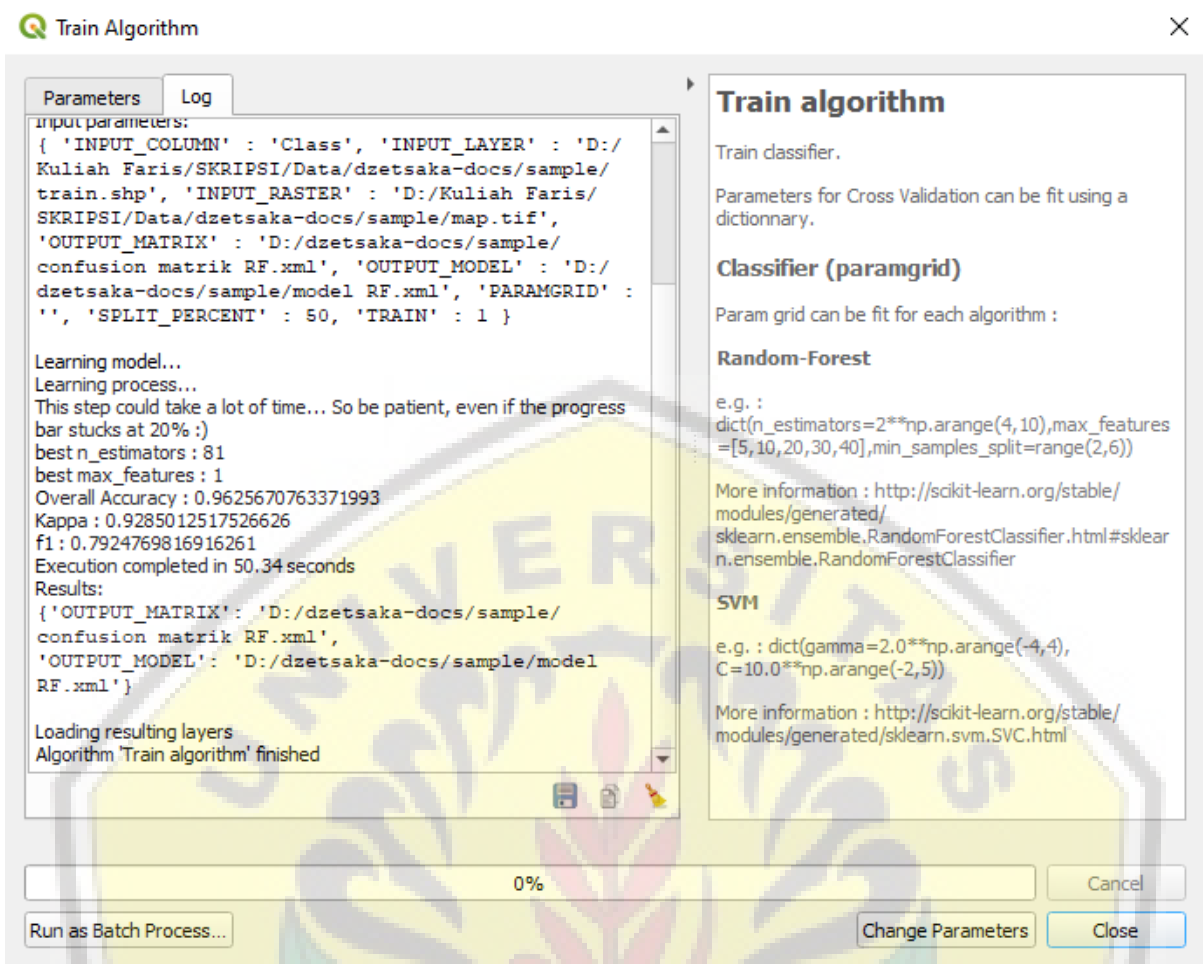 Train Algorithm
Parameters
Log
Input parameters:
{ 'INPUT_COLUMN' : 'Class', 'INPUT_LAYER' : 'D:/
Kuliah Faris/SKRIPSI/Data/dzetsaka-docs/sample/
train.shp', 'INPUT_RASTER' : 'D:/Kuliah Faris/
SKRIPSI/Data/dzetsaka-docs/sample/map.tif',
'OUTPUT_MATRIX' : 'D:/dzetsaka-docs/sample/
confusion matrik RF.xml', 'OUTPUT_MODEL' : 'D:/
dzetsaka-docs/sample/model RF.xml', 'PARAMGRID' :
'', 'SPLIT_PERCENT' : 50, 'TRAIN' : 1 }
Learning model...
Learning process...
This step could take a lot of time... So be patient, even if the progress
bar stucks at 20% :)
best n_estimators : 81
best max_features : 1
Overall Accuracy : 0.9625670763371993
Kappa : 0.9285012517526626
f1 : 0.7924769816916261
Execution completed in 50.34 seconds
Results:
{'OUTPUT_MATRIX': 'D:/dzetsaka-docs/sample/
confusion matrik RF.xml',
'OUTPUT_MODEL': 'D:/dzetsaka-docs/sample/model
RF.xml'}
Loading resulting layers
Algorithm 'Train algorithm' finished
Train algorithm
Train classifier.
Parameters for Cross Validation can be fit using a
dictionnary.
Classifier (paramgrid)
Param grid can be fit for each algorithm :
Random-Forest
e.g. :
dict(n_estimators=2**np.arange(4,10),max_features
=[5,10,20,30,40],min_samples_split=range(2,6))
More information : http://scikit-learn.org/stable/
modules/generated/
sklearn.ensemble.RandomForestClassifier.html#sklear
n.ensemble.RandomForestClassifier
SVM
e.g. : dict(gamma=2.0**np.arange(-4,4),
C=10.0**np.arange(-2,5))
More information : http://scikit-learn.org/stable/
modules/generated/sklearn.svm.SVC.html
0%
Cancel
Run as Batch Process...
Change Parameters
Close
UNIVERSITAS